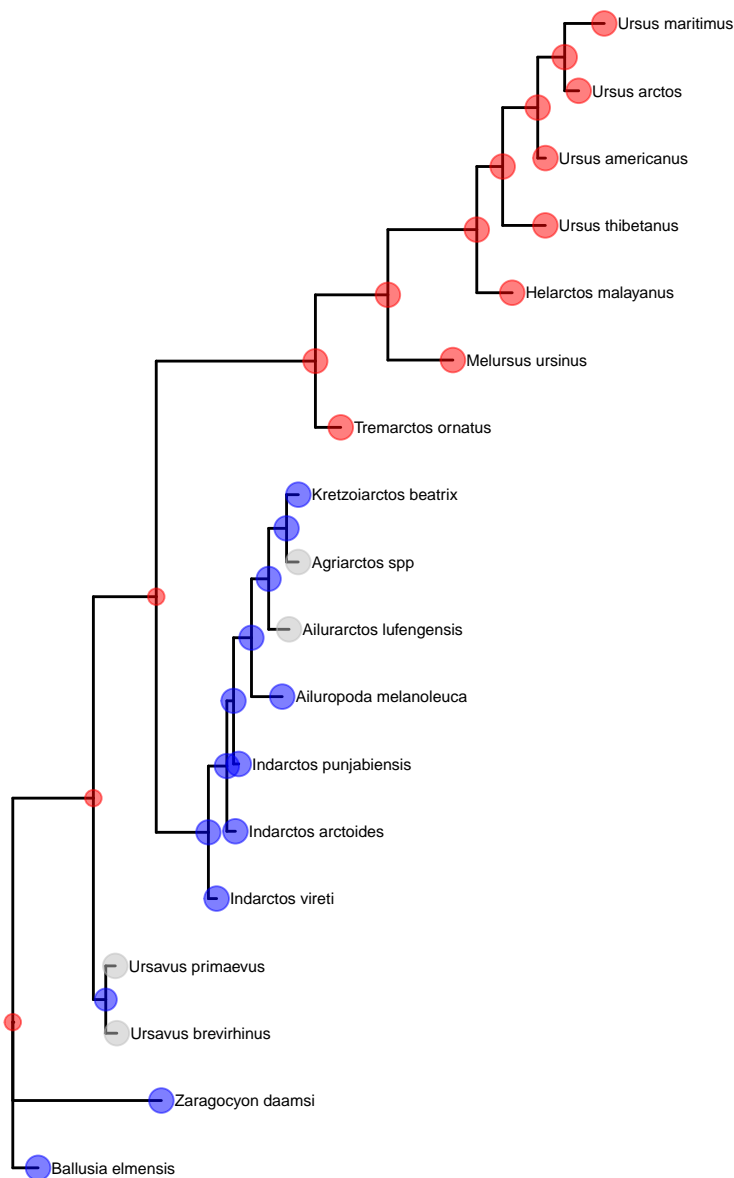 Ursus maritimus
Ursus arctos
Ursus americanus
Ursus thibetanus
Helarctos malayanus
Melursus ursinus
Tremarctos ornatus
Kretzoiarctos beatrix
Agriarctos spp
Ailurarctos lufengensis
Ailuropoda melanoleuca
Indarctos punjabiensis
Indarctos arctoides
Indarctos vireti
Ursavus primaevus
Ursavus brevirhinus
Zaragocyon daamsi
Ballusia elmensis